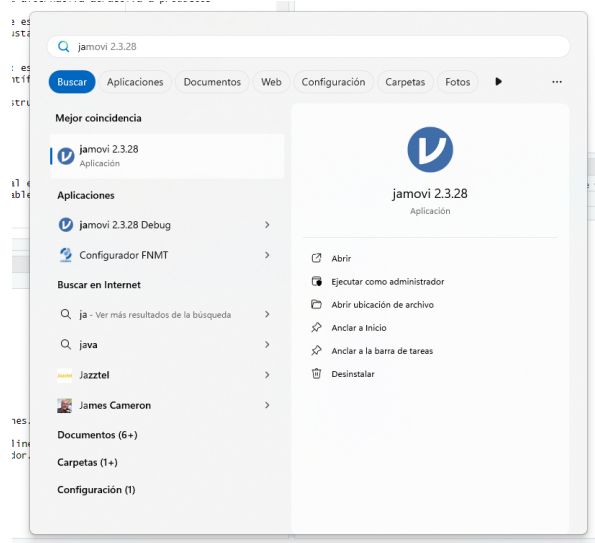 alternativa
jamovi 2.3.28
Buscar Aplicaciones Documentos Web Configuración Carpetas Fotos ...
Mejor coincidencia
jamovi 2.3.28
Aplicación
Aplicaciones
jamovi 2.3.28 Debug
Configurador FNMT
Buscar en Internet
ja - Ver más resultados de la búsqueda
java
Jazztel
James Cameron
Documentos (6+)
Carpetas (1+)
Configuración (1)
jamovi 2.3.28
Aplicación
Abrir
Ejecutar como administrador
Abrir ubicación de archivo
Anclar a Inicio
Anclar a la barra de tareas
Desinstalar